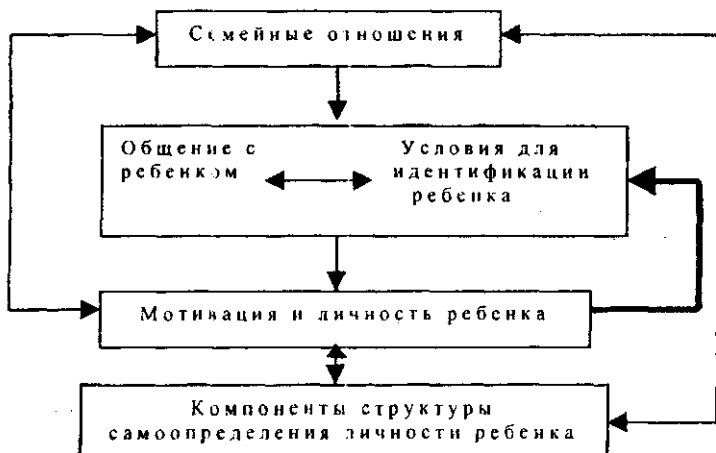 Семейные отношения
Общение с
ребенком
Условия для
идентификации
ребенка
Мотивация и личность ребенка
Компоненты структуры
самоопределения личности ребенка